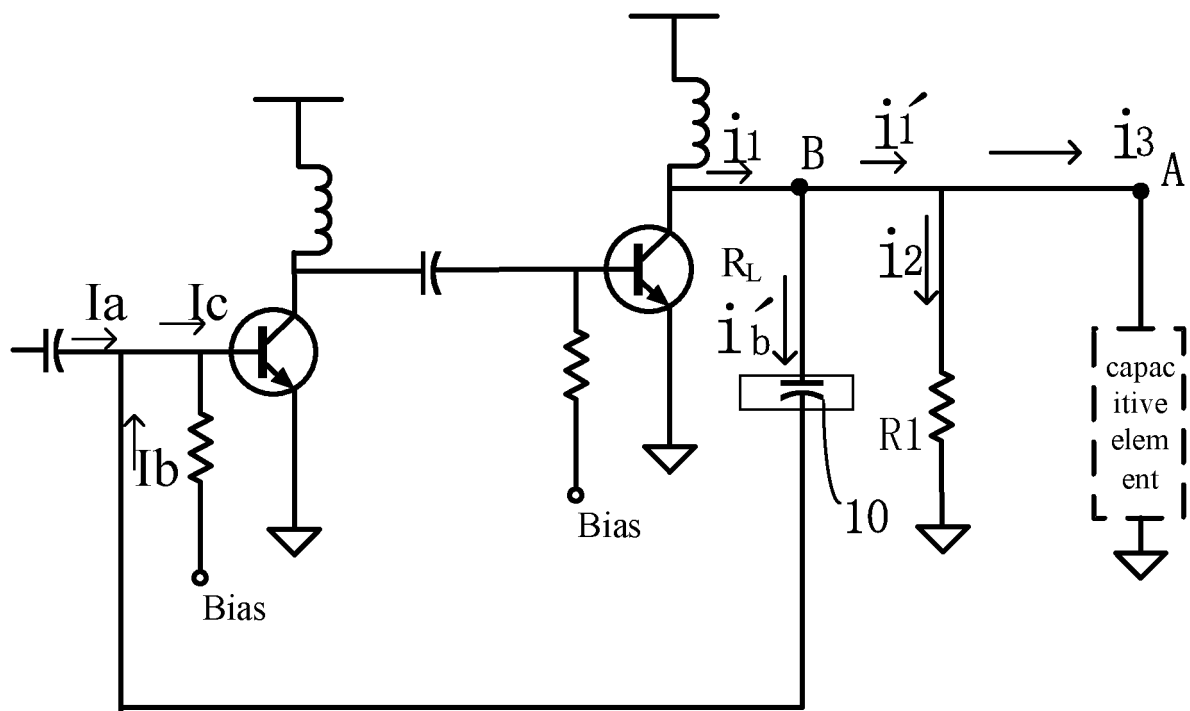 i1
B
i1′
i3
A
Ia
Ic
RL
i′b
i2
capac
itive
elem
ent
R1
Ib
10
Bias
Bias